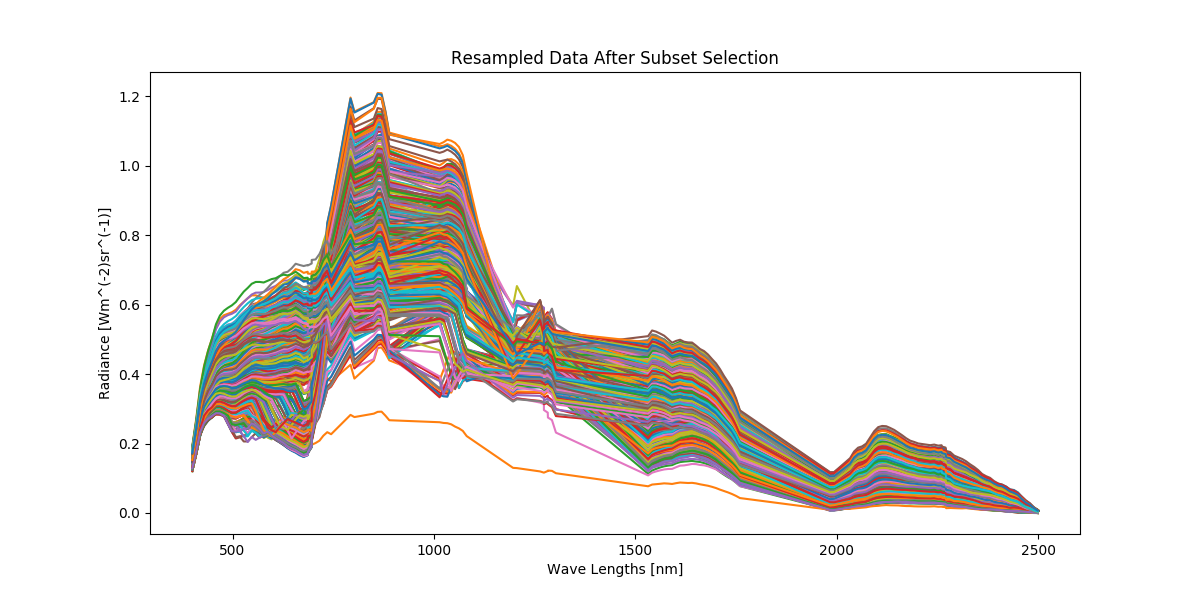 Resampled Data After Subset Selection
Radiance [Wm^(-2)sr^(-1)]
1.2
1.0
0.8
0.6
0.4
0.2
0.0
500 1000 1500 2000 2500
Wave Lengths [nm]